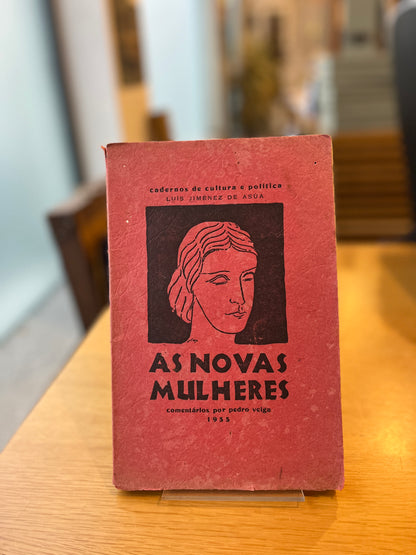 cadernos de cultura e política
LUIS JIMÉNEZ DE ASÚA
AS NOVAS
MULHERES
comentários por pedro veiga
1935